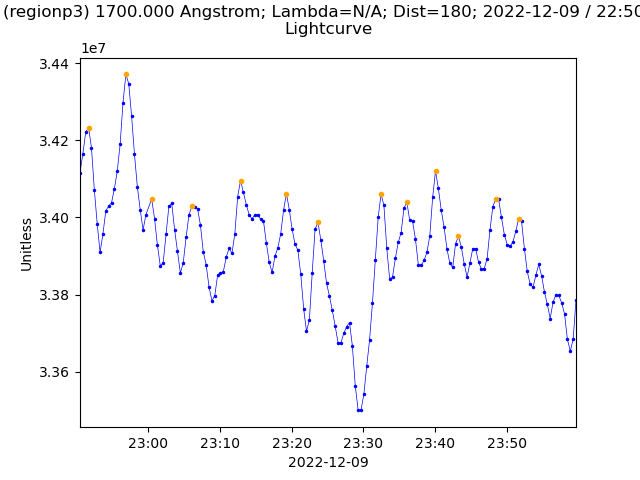 (regionp3) 1700.000 Angstrom; Lambda=N/A; Dist=180; 2022-12-09 / 22:50
Lightcurve
1e7
3.44
3.42
3.40
3.38
3.36
Unitless
23:00 23:10 23:20 23:30 23:40 23:50
2022-12-09